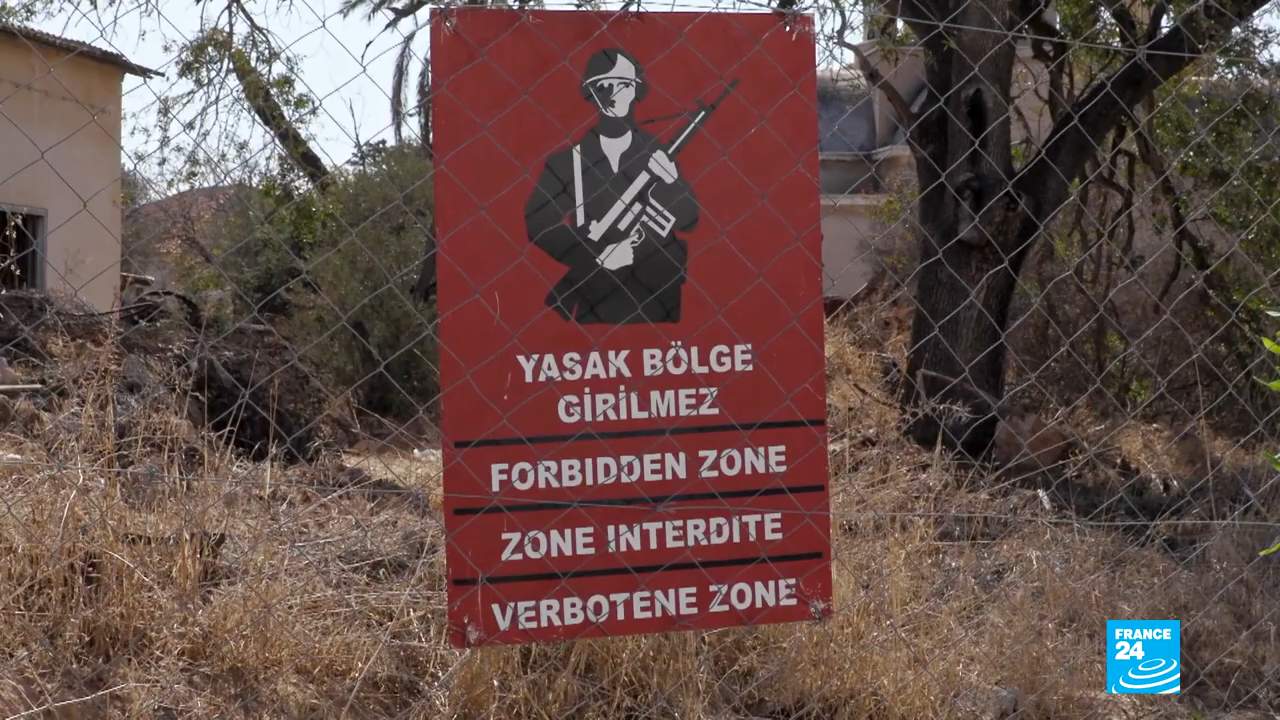 YASAK BÖLGE
GİRİLMEZ
FORBIDDEN ZONE
ZONE INTERDITE
VERBOTENE ZONE
FRANCE
24